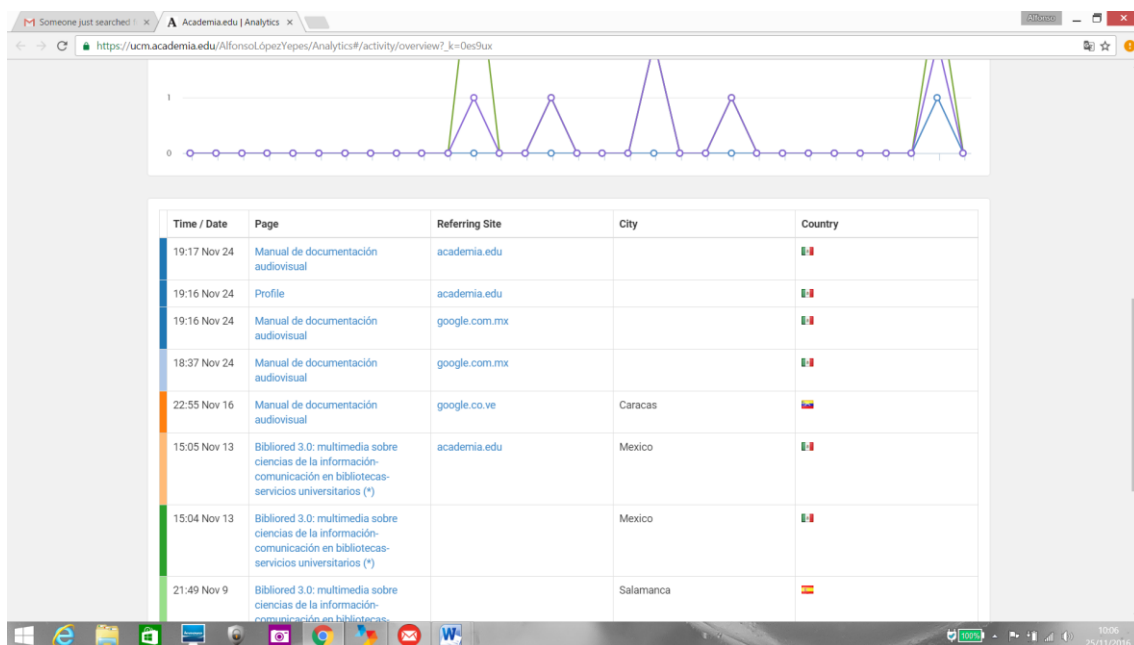 Someone just searched f
Academia.edu | Analytics
Alfonso
https://ucm.academia.edu/AlfonsoLópezYepes/Analytics#/activity/overview?_k=0es9ux
1
0
Time / Date Page Referring Site City Country
19:17 Nov 24 Manual de documentación academia.edu
audiovisual
19:16 Nov 24 Profile academia.edu
19:16 Nov 24 Manual de documentación google.com.mx
audiovisual
18:37 Nov 24 Manual de documentación google.com.mx
audiovisual
22:55 Nov 16 Manual de documentación google.co.ve Caracas
audiovisual
15:05 Nov 13 Bibliored 3.0: multimedia sobre academia.edu Mexico
ciencias de la información-
comunicación en bibliotecas-
servicios universitarios (*)
15:04 Nov 13 Bibliored 3.0: multimedia sobre Mexico
ciencias de la información-
comunicación en bibliotecas-
servicios universitarios (*)
21:49 Nov 9 Bibliored 3.0: multimedia sobre Salamanca
ciencias de la información-
comunicación en bibliotecas-
100%
10:06
25/11/2016